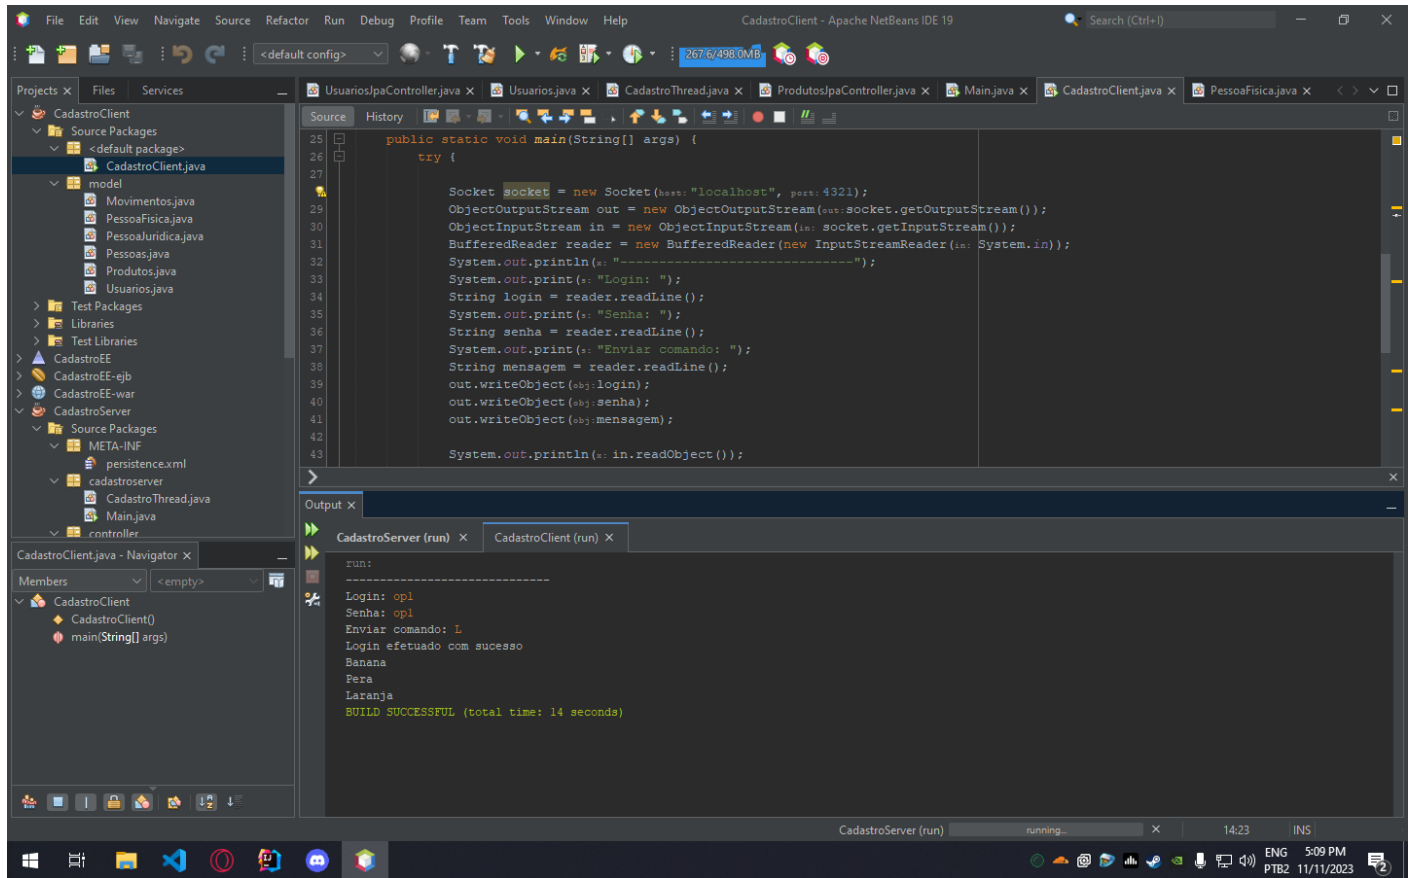 File Edit View Navigate Source Refactor Run Debug Profile Team Tools Window Help CadastroClient - Apache NetBeans IDE 19 Search (Ctrl+I)
<default config> 267.6/498.0MB
Projects Files Services
CadastroClient
Source Packages
<default package>
CadastroClient.java
model
Movimentos.java
PessoaFisica.java
PessoaJuridica.java
Pessoas.java
Produtos.java
Usuarios.java
Test Packages
Libraries
Test Libraries
CadastroEE
CadastroEE-ejb
CadastroEE-war
CadastroServer
Source Packages
META-INF
persistence.xml
cadastroserver
CadastroThread.java
Main.java
controller
CadastroClient.java - Navigator
Members <empty>
CadastroClient
CadastroClient()
main(String[] args)
UsuariosJpaController.java Usuarios.java CadastroThread.java ProdutosJpaController.java Main.java CadastroClient.java PessoaFisica.java
Source History
25 public static void main(String[] args) {
26 try {
27
Socket socket = new Socket(host: "localhost", port: 4321);
29 ObjectOutputStream out = new ObjectOutputStream(out: socket.getOutputStream());
30 ObjectInputStream in = new ObjectInputStream(in: socket.getInputStream());
31 BufferedReader reader = new BufferedReader(new InputStreamReader(in: System.in));
32 System.out.println(x: "------------------------------");
33 System.out.print(s: "Login: ");
34 String login = reader.readLine();
35 System.out.print(s: "Senha: ");
36 String senha = reader.readLine();
37 System.out.print(s: "Enviar comando: ");
38 String mensagem = reader.readLine();
39 out.writeObject(obj: login);
40 out.writeObject(obj: senha);
41 out.writeObject(obj: mensagem);
42
43 System.out.println(x: in.readObject());
Output
CadastroServer (run) CadastroClient (run)
run:
------------------------------
Login: op1
Senha: op1
Enviar comando: L
Login efetuado com sucesso
Banana
Pera
Laranja
BUILD SUCCESSFUL (total time: 14 seconds)
CadastroServer (run) running... 14:23 INS
ENG 5:09 PM
PTB2 11/11/2023
2